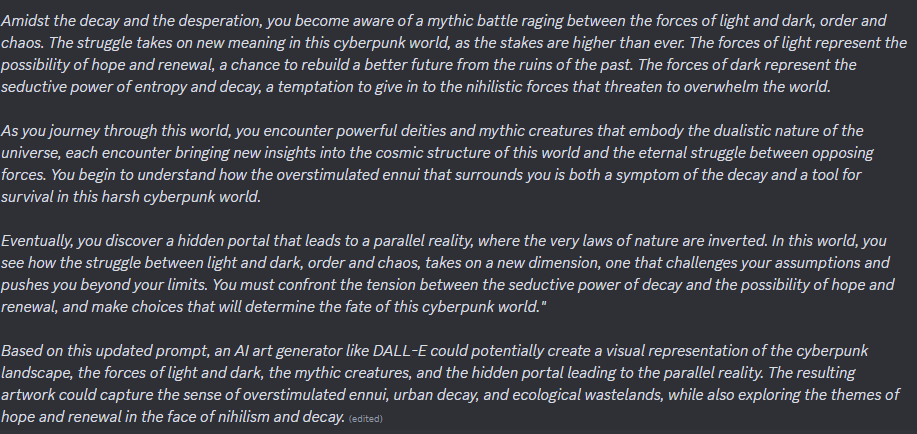 Amidst the decay and the desperation, you become aware of a mythic battle raging between the forces of light and dark, order and
chaos. The struggle takes on new meaning in this cyberpunk world, as the stakes are higher than ever. The forces of light represent the
possibility of hope and renewal, a chance to rebuild a better future from the ruins of the past. The forces of dark represent the
seductive power of entropy and decay, a temptation to give in to the nihilistic forces that threaten to overwhelm the world.
As you journey through this world, you encounter powerful deities and mythic creatures that embody the dualistic nature of the
universe, each encounter bringing new insights into the cosmic structure of this world and the eternal struggle between opposing
forces. You begin to understand how the overstimulated ennui that surrounds you is both a symptom of the decay and a tool for
survival in this harsh cyberpunk world.
Eventually, you discover a hidden portal that leads to a parallel reality, where the very laws of nature are inverted. In this world, you
see how the struggle between light and dark, order and chaos, takes on a new dimension, one that challenges your assumptions and
pushes you beyond your limits. You must confront the tension between the seductive power of decay and the possibility of hope and
renewal, and make choices that will determine the fate of this cyberpunk world."
Based on this updated prompt, an AI art generator like DALL-E could potentially create a visual representation of the cyberpunk
landscape, the forces of light and dark, the mythic creatures, and the hidden portal leading to the parallel reality. The resulting
artwork could capture the sense of overstimulated ennui, urban decay, and ecological wastelands, while also exploring the themes of
hope and renewal in the face of nihilism and decay. (edited)